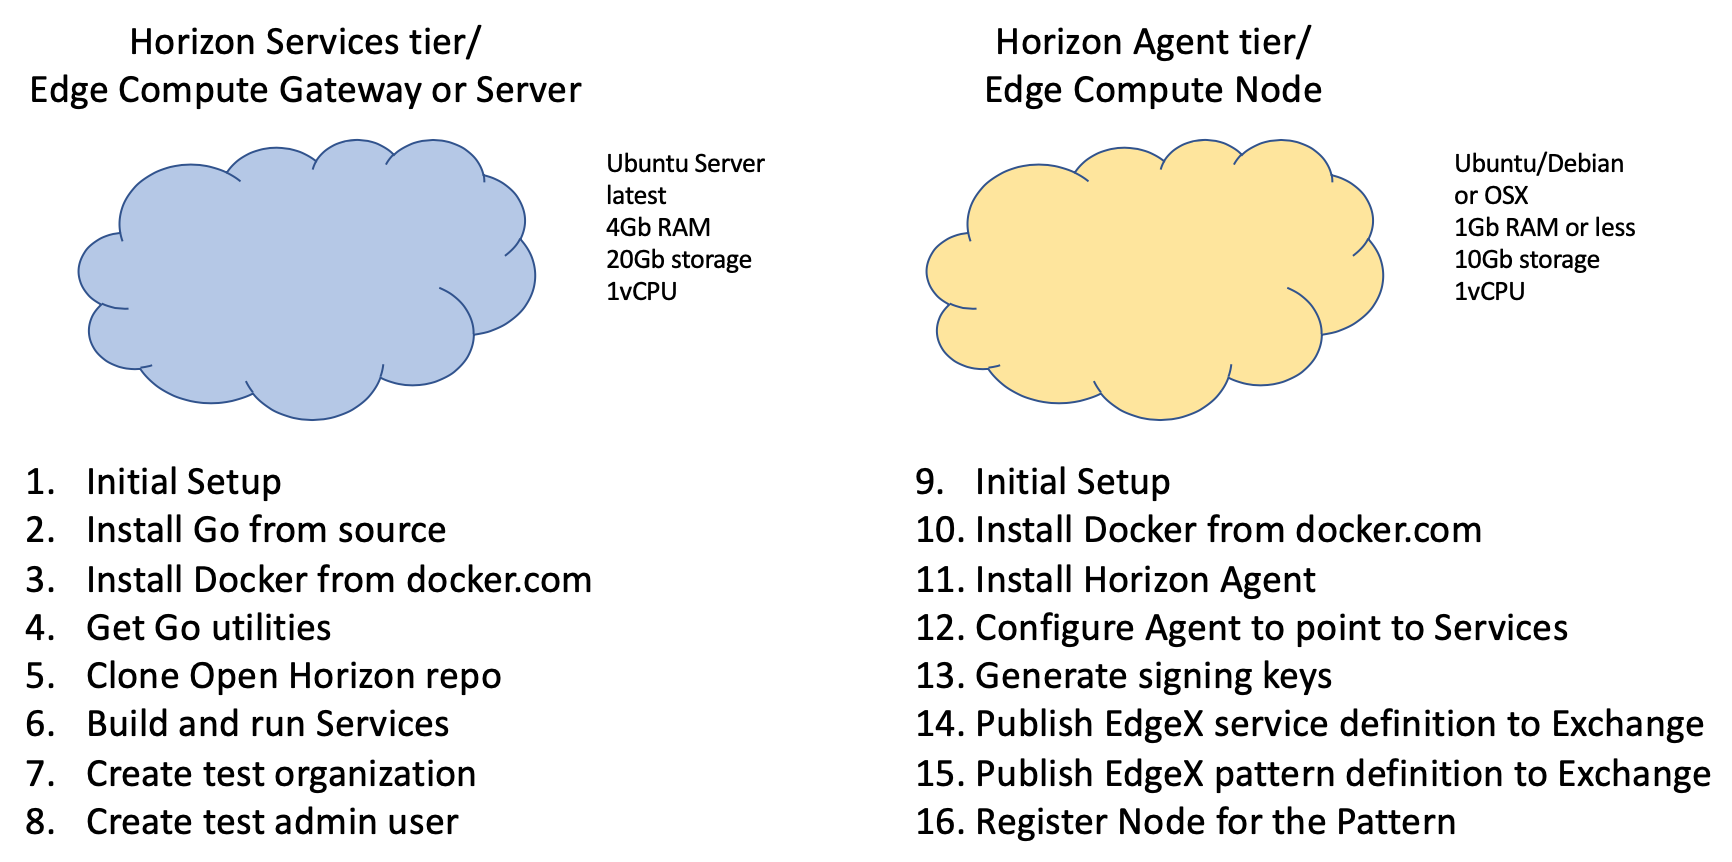 Horizon Services tier/
Edge Compute Gateway or Server
Ubuntu Server
latest
4Gb RAM
20Gb storage
1vCPU
1. Initial Setup
2. Install Go from source
3. Install Docker from docker.com
4. Get Go utilities
5. Clone Open Horizon repo
6. Build and run Services
7. Create test organization
8. Create test admin user
Horizon Agent tier/
Edge Compute Node
Ubuntu/Debian
or OSX
1Gb RAM or less
10Gb storage
1vCPU
9. Initial Setup
10. Install Docker from docker.com
11. Install Horizon Agent
12. Configure Agent to point to Services
13. Generate signing keys
14. Publish EdgeX service definition to Exchange
15. Publish EdgeX pattern definition to Exchange
16. Register Node for the Pattern